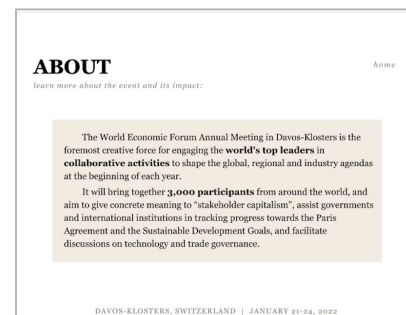 ABOUT
home
learn more about the event and its impact:
The World Economic Forum Annual Meeting in Davos-Klosters is the
foremost creative force for engaging the world's top leaders in
collaborative activities to shape the global, regional and industry agendas
at the beginning of each year.
It will bring together 3,000 participants from around the world, and
aim to give concrete meaning to “stakeholder capitalism”, assist governments
and international institutions in tracking progress towards the Paris
Agreement and the Sustainable Development Goals, and facilitate
discussions on technology and trade governance.
DAVOS-KLOSTERS, SWITZERLAND | JANUARY 21-24, 2022